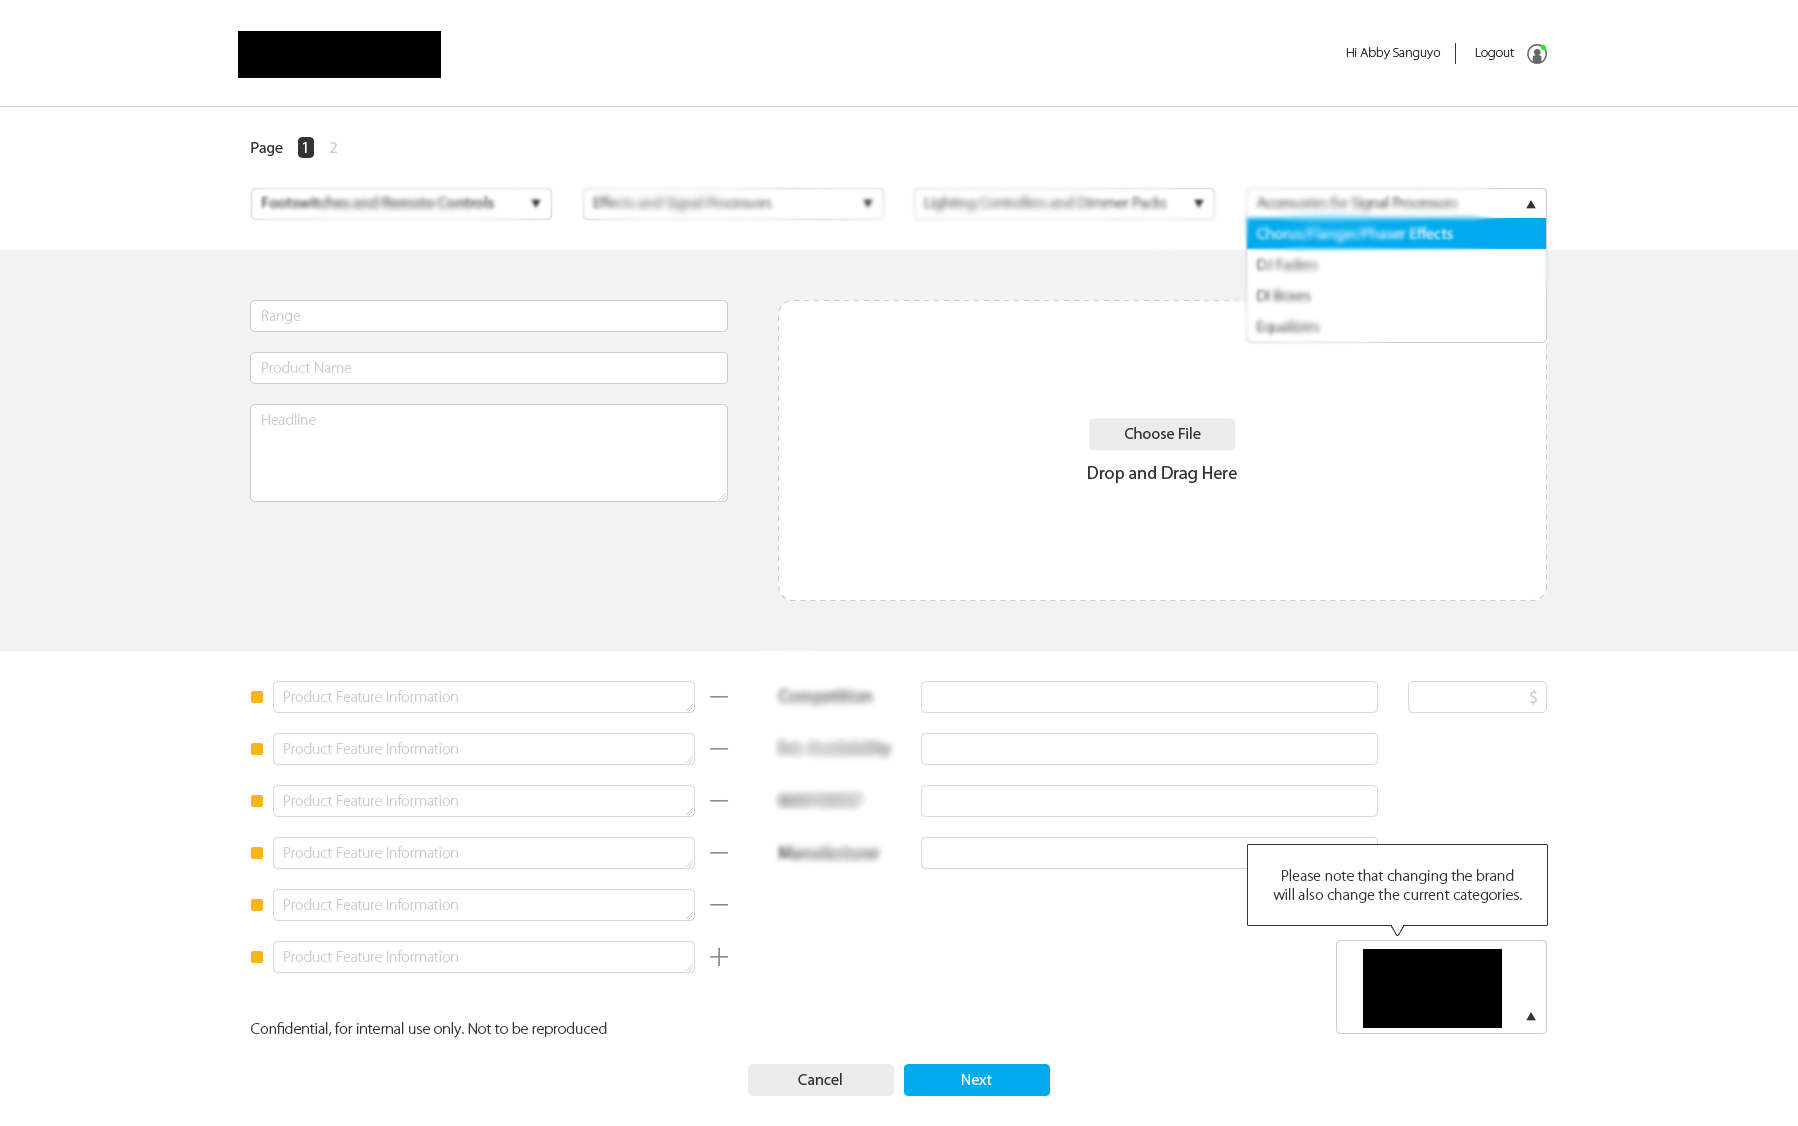 Hi Abby Sanguyo
Logout
Page 1 2
Footswitches and Remote Controls
Effects and Signal Processors
Lighting Controllers and Dimmer Packs
Accessories for Signal Processors
Chorus/Flanger/Phaser Effects
DJ Faders
DI Boxes
Equalizers
Range
Product Name
Headline
Choose File
Drop and Drag Here
Product Feature Information
Competition
$
Product Feature Information
Product Feature Information
Product Feature Information
Manufacturer
Product Feature Information
Product Feature Information
Please note that changing the brand
will also change the current categories.
Confidential, for internal use only. Not to be reproduced
Cancel
Next